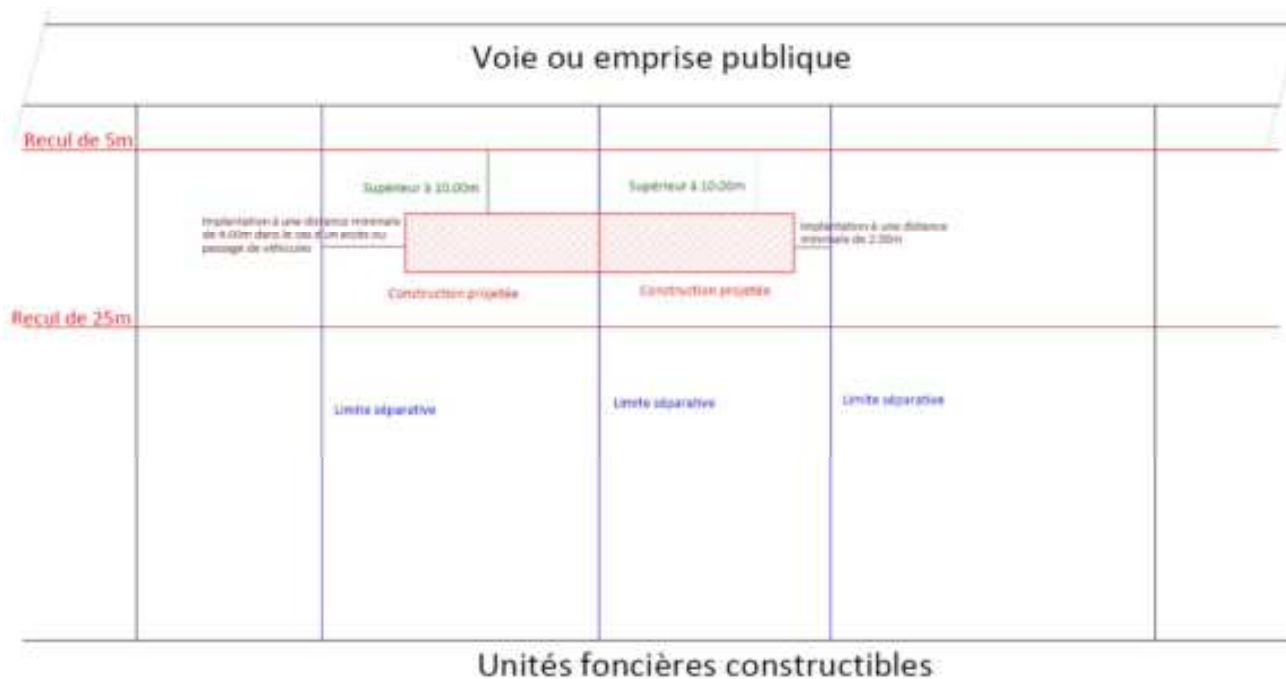 Voie ou emprise publique
Recul de 5m
Supérieur à 10.00m
Supérieur à 10.00m
Implantation à une distance minimale
de 4.00m dans le cas d'un accès ou
passage de véhicules
Implantation à une distance
minimale de 2.00m
Construction projetée
Construction projetée
Recul de 25m
Limite séparative
Limite séparative
Limite séparative
Unités foncières constructibles